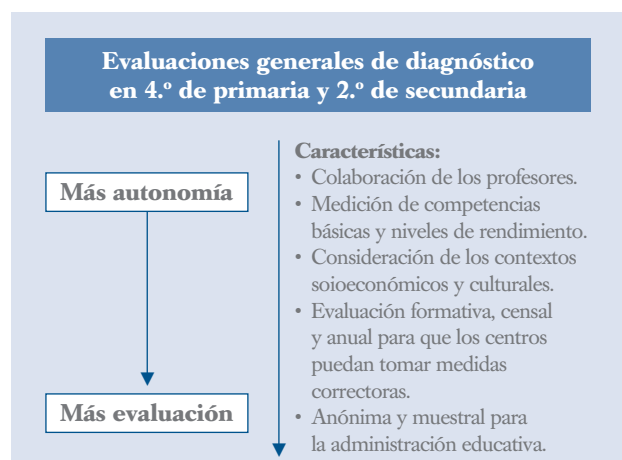 Evaluaciones generales de diagnóstico
en 4.º de primaria y 2.º de secundaria
Más autonomía
Más evaluación
Características:
• Colaboración de los profesores.
• Medición de competencias
básicas y niveles de rendimiento.
• Consideración de los contextos
soioeconómicos y culturales.
• Evaluación formativa, censal
y anual para que los centros
puedan tomar medidas
correctoras.
• Anónima y muestral para
la administración educativa.